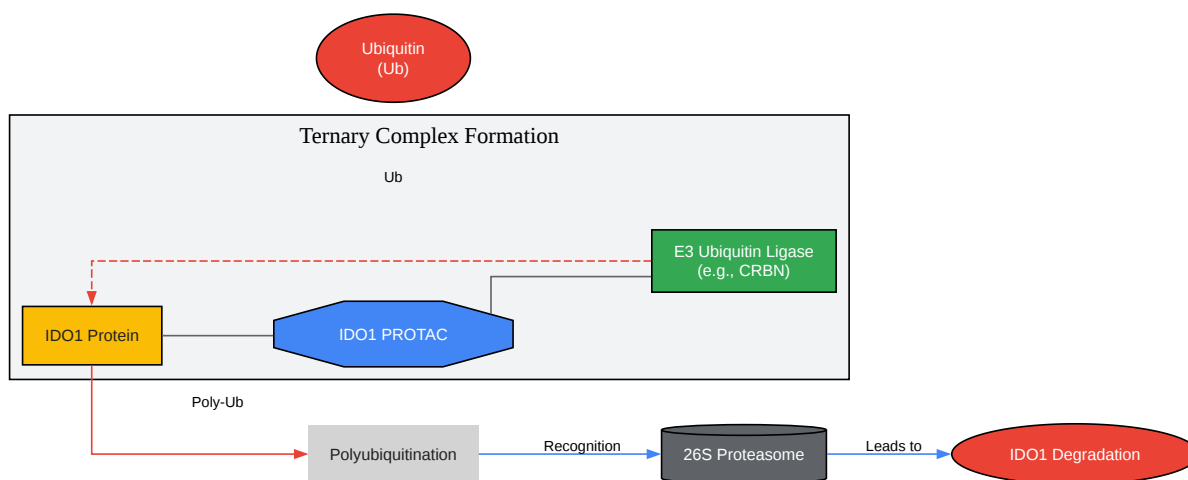 Ubiquitin
(Ub)
Ternary Complex Formation
Ub
E3 Ubiquitin Ligase
(e.g., CRBN)
IDO1 Protein
IDO1 PROTAC
Poly-Ub
Polyubiquitination
Recognition
26S Proteasome
Leads to
IDO1 Degradation